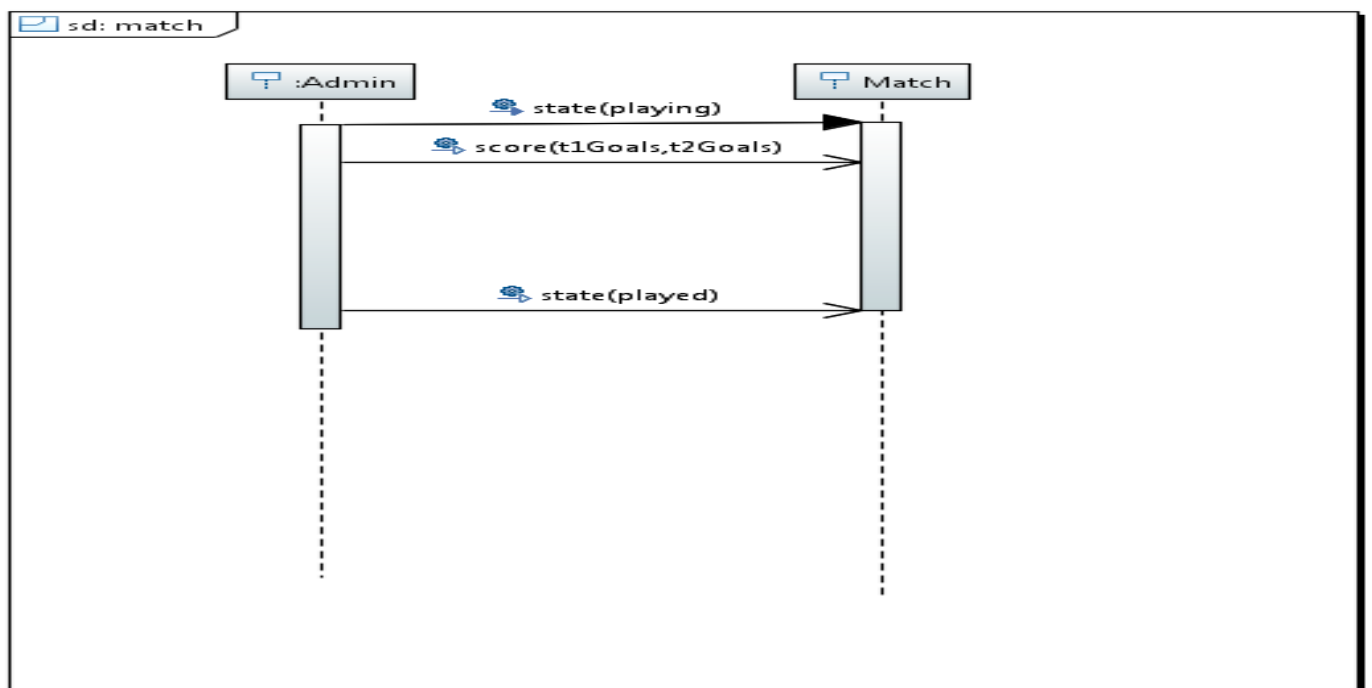 sd: match
:Admin
Match
state(playing)
score(t1Goals,t2Goals)
state(played)